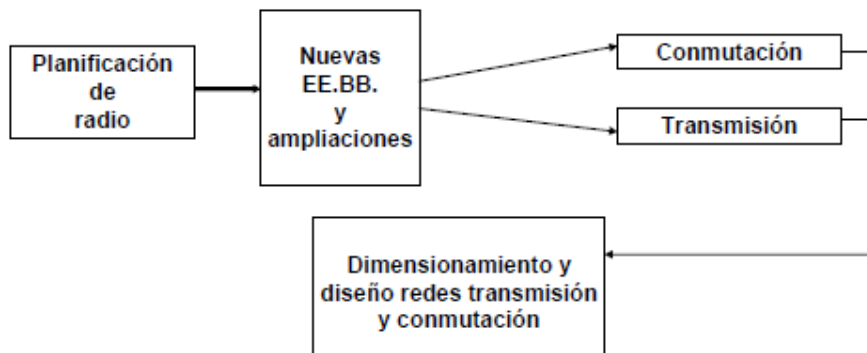 Planificación
de
radio
Nuevas
EE.BB.
y
ampliaciones
Conmutación
Transmisión
Dimensionamiento y
diseño redes transmisión
y conmutación